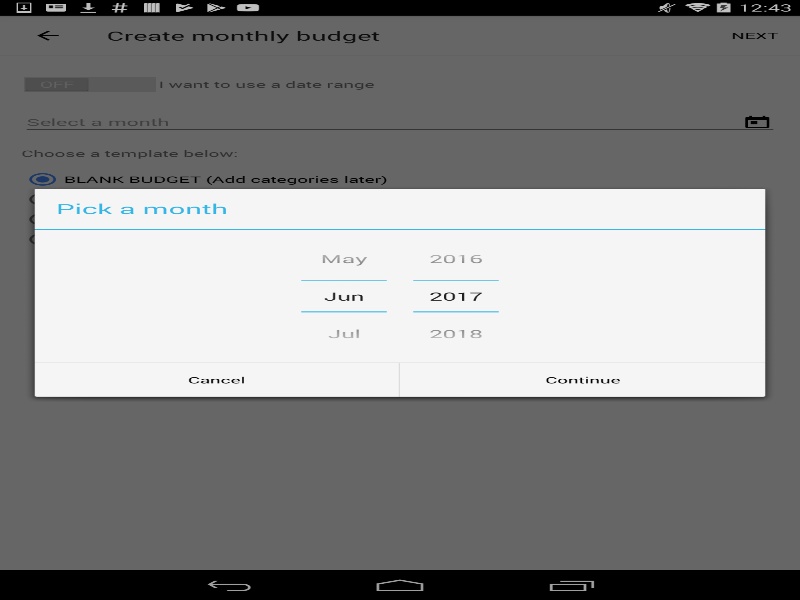 12:43
Create monthly budget
NEXT
OFF
I want to use a date range
Select a month
Choose a template below:
BLANK BUDGET (Add categories later)
Pick a month
May 2016
Jun 2017
Jul 2018
Cancel
Continue